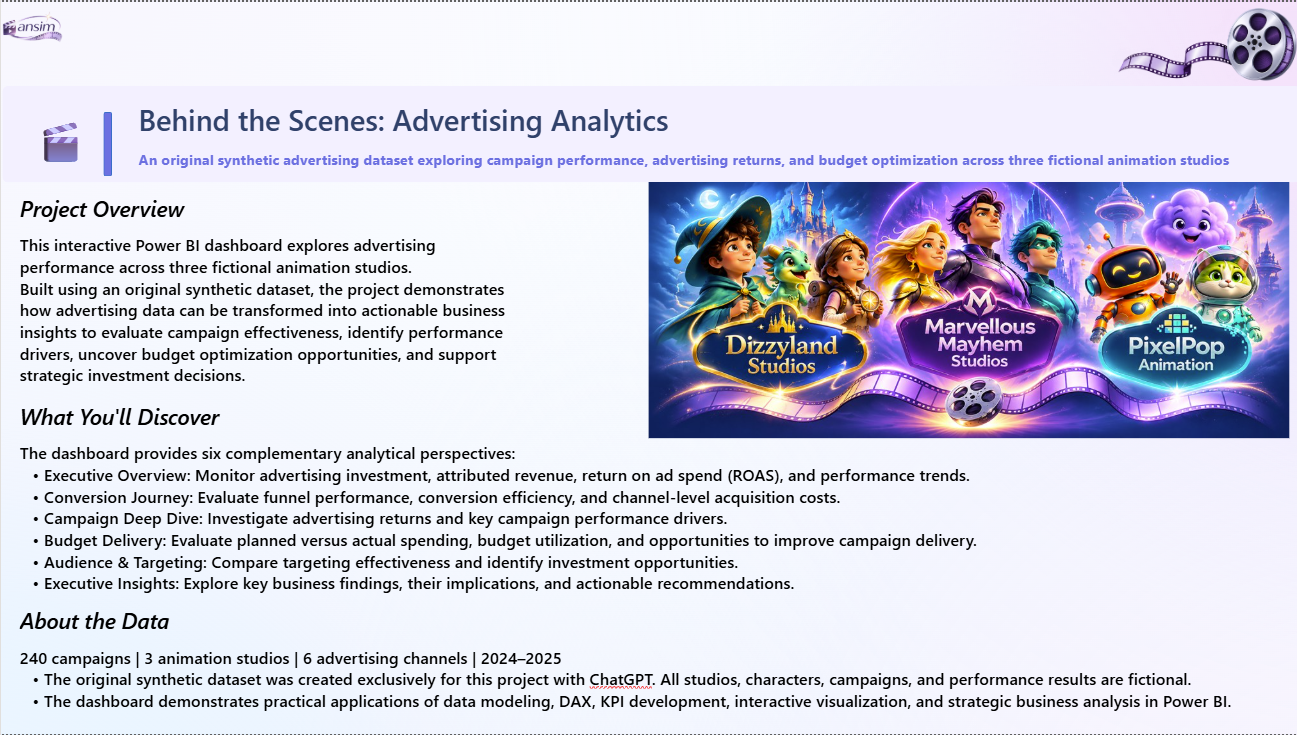 ansim
Behind the Scenes: Advertising Analytics
An original synthetic advertising dataset exploring campaign performance, advertising returns, and budget optimization across three fictional animation studios
Project Overview
This interactive Power BI dashboard explores advertising
performance across three fictional animation studios.
Built using an original synthetic dataset, the project demonstrates
how advertising data can be transformed into actionable business
insights to evaluate campaign effectiveness, identify performance
drivers, uncover budget optimization opportunities, and support
strategic investment decisions.
Dizzyland
Studios
M
Marvellous
Mayhem
Studios
PixelPop
Animation
What You'll Discover
The dashboard provides six complementary analytical perspectives:
• Executive Overview: Monitor advertising investment, attributed revenue, return on ad spend (ROAS), and performance trends.
• Conversion Journey: Evaluate funnel performance, conversion efficiency, and channel-level acquisition costs.
• Campaign Deep Dive: Investigate advertising returns and key campaign performance drivers.
• Budget Delivery: Evaluate planned versus actual spending, budget utilization, and opportunities to improve campaign delivery.
• Audience & Targeting: Compare targeting effectiveness and identify investment opportunities.
• Executive Insights: Explore key business findings, their implications, and actionable recommendations.
About the Data
240 campaigns | 3 animation studios | 6 advertising channels | 2024–2025
• The original synthetic dataset was created exclusively for this project with ChatGPT. All studios, characters, campaigns, and performance results are fictional.
• The dashboard demonstrates practical applications of data modeling, DAX, KPI development, interactive visualization, and strategic business analysis in Power BI.